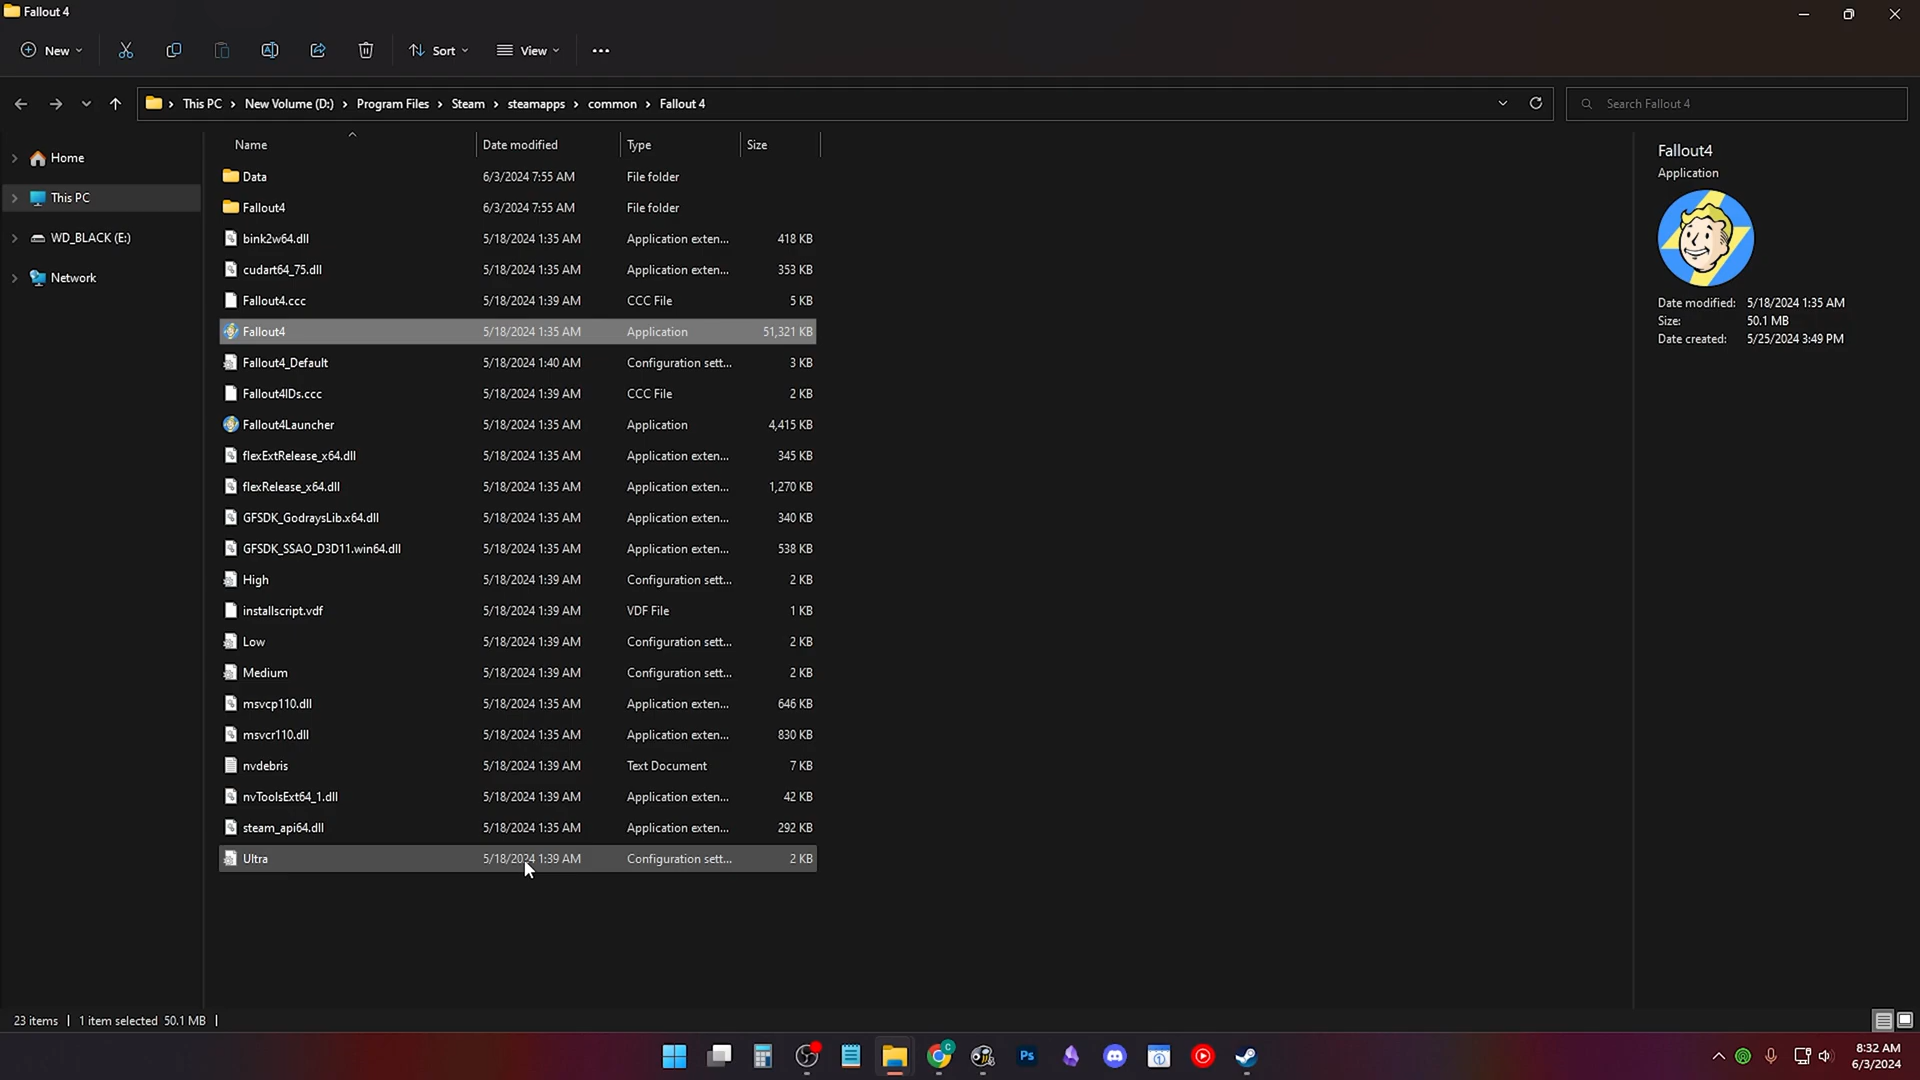 Fallout 4
New
Sort
View
This PC
New Volume (D:)
Program Files
Steam
steamapps
common
Fallout 4
Search Fallout 4
Home
This PC
WD_BLACK (E:)
Network
Name Date modified Type Size
Data 6/3/2024 7:55 AM File folder
Fallout4 6/3/2024 7:55 AM File folder
bink2w64.dll 5/18/2024 1:35 AM Application exten... 418 KB
cudart64_75.dll 5/18/2024 1:35 AM Application exten... 353 KB
Fallout4.ccc 5/18/2024 1:39 AM CCC File 5 KB
Fallout4 5/18/2024 1:35 AM Application 51,321 KB
Fallout4_Default 5/18/2024 1:40 AM Configuration sett... 3 KB
Fallout4IDs.ccc 5/18/2024 1:39 AM CCC File 2 KB
Fallout4Launcher 5/18/2024 1:35 AM Application 4,415 KB
flexExtRelease_x64.dll 5/18/2024 1:35 AM Application exten... 345 KB
flexRelease_x64.dll 5/18/2024 1:35 AM Application exten... 1,270 KB
GFSDK_GodraysLib.x64.dll 5/18/2024 1:35 AM Application exten... 340 KB
GFSDK_SSAO_D3D11.win64.dll 5/18/2024 1:35 AM Application exten... 538 KB
High 5/18/2024 1:39 AM Configuration sett... 2 KB
installscript.vdf 5/18/2024 1:39 AM VDF File 1 KB
Low 5/18/2024 1:39 AM Configuration sett... 2 KB
Medium 5/18/2024 1:39 AM Configuration sett... 2 KB
msvcp110.dll 5/18/2024 1:35 AM Application exten... 646 KB
msvcr110.dll 5/18/2024 1:35 AM Application exten... 830 KB
nvdebris 5/18/2024 1:39 AM Text Document 7 KB
nvToolsExt64_1.dll 5/18/2024 1:39 AM Application exten... 42 KB
steam_api64.dll 5/18/2024 1:35 AM Application exten... 292 KB
Ultra 5/18/2024 1:39 AM Configuration sett... 2 KB
Fallout4
Application
Date modified: 5/18/2024 1:35 AM
Size: 50.1 MB
Date created: 5/25/2024 3:49 PM
23 items 1 item selected 50.1 MB
C
Ps
8:32 AM
6/3/2024